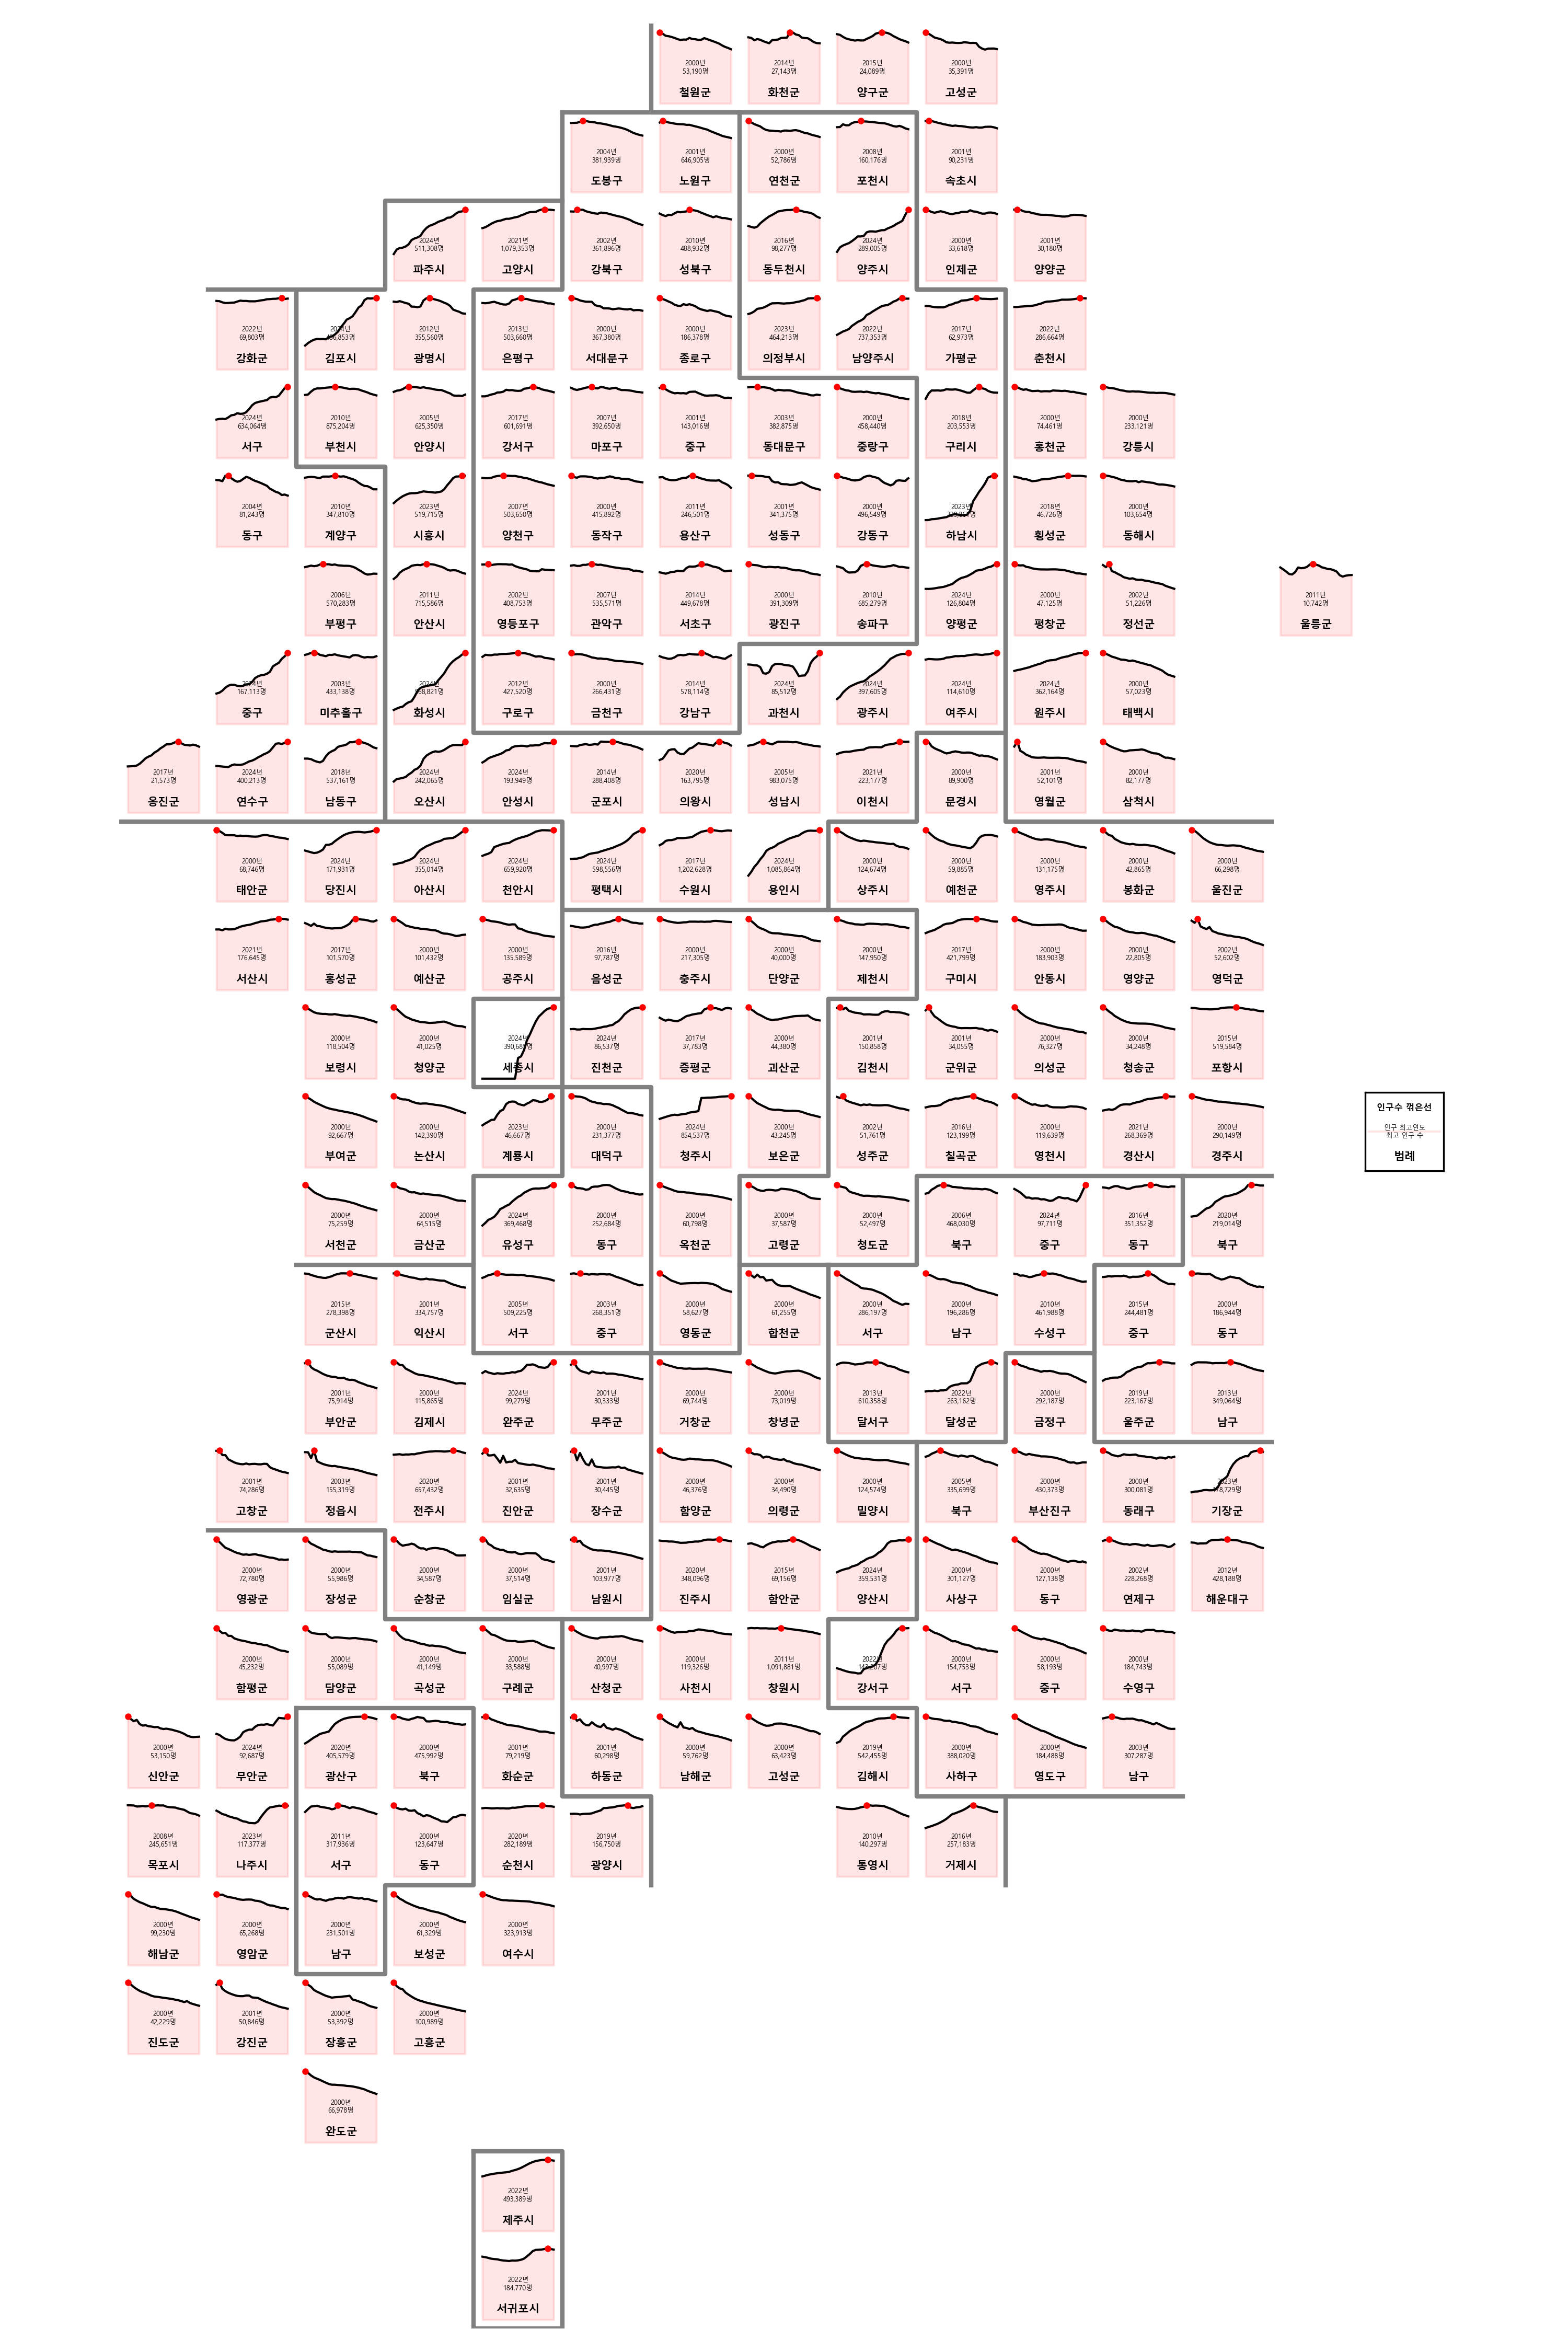 2000년
53,190명
철원군
2014년
27,143명
화천군
2015년
24,089명
양구군
2000년
35,391명
고성군
2004년
381,939명
도봉구
2001년
646,905명
노원구
2000년
52,786명
연천군
2008년
160,176명
포천시
2001년
90,231명
속초시
2024년
511,308명
파주시
2021년
1,079,353명
고양시
2002년
361,896명
강북구
2010년
488,932명
성북구
2016년
98,277명
동두천시
2024년
289,005명
양주시
2000년
33,618명
인제군
2001년
30,180명
양양군
2022년
69,803명
강화군
2024년
김포시
2012년
355,560명
광명시
2013년
503,660명
은평구
2000년
367,380명
서대문구
2000년
186,378명
종로구
2023년
464,213명
의정부시
2022년
737,353명
남양주시
2017년
62,973명
가평군
2022년
286,664명
춘천시
2024년
634,064명
서구
2010년
875,204명
부천시
2005년
625,350명
안양시
2017년
601,691명
강서구
2007년
392,650명
마포구
2001년
143,016명
중구
2003년
382,875명
동대문구
2000년
458,440명
중랑구
2018년
203,553명
구리시
2000년
74,461명
홍천군
2000년
233,121명
강릉시
2004년
81,243명
동구
2010년
347,810명
계양구
2023년
519,715명
시흥시
2007년
503,650명
양천구
2000년
415,892명
동작구
2011년
246,501명
용산구
2001년
341,375명
성동구
2000년
496,549명
강동구
2023년
하남시
2018년
46,726명
횡성군
2000년
103,654명
동해시
2006년
570,283명
부평구
2011년
715,586명
안산시
2002년
408,753명
영등포구
2007년
535,571명
관악구
2014년
449,678명
서초구
2000년
391,309명
광진구
2010년
685,279명
송파구
2024년
126,804명
양평군
2000년
47,125명
평창군
2002년
51,226명
정선군
2011년
10,742명
울릉군
2024년
167,113명
중구
2003년
433,138명
미추홀구
2024년
화성시
2012년
427,520명
구로구
2000년
266,431명
금천구
2014년
578,114명
강남구
2024년
85,512명
과천시
2024년
397,605명
광주시
2024년
114,610명
여주시
2024년
362,164명
원주시
2000년
57,023명
태백시
2017년
21,573명
옹진군
2024년
400,213명
연수구
2018년
537,161명
남동구
2024년
242,065명
오산시
2024년
193,949명
안성시
2014년
288,408명
군포시
2020년
163,795명
의왕시
2005년
983,075명
성남시
2021년
223,177명
이천시
2000년
89,900명
문경시
2001년
52,101명
영월군
2000년
82,177명
삼척시
2000년
68,746명
태안군
2024년
171,931명
당진시
2024년
355,014명
아산시
2024년
659,920명
천안시
2024년
598,556명
평택시
2017년
1,202,628명
수원시
2024년
1,085,864명
용인시
2000년
124,674명
상주시
2000년
59,885명
예천군
2000년
131,175명
영주시
2000년
42,865명
봉화군
2000년
66,298명
울진군
2021년
176,645명
서산시
2017년
101,570명
홍성군
2000년
101,432명
예산군
2000년
135,589명
공주시
2016년
97,787명
음성군
2000년
217,305명
충주시
2000년
40,000명
단양군
2000년
147,950명
제천시
2017년
421,799명
구미시
2000년
183,903명
안동시
2000년
22,805명
영양군
2002년
52,602명
영덕군
2000년
118,504명
보령시
2000년
41,025명
청양군
2024년
세종시
2024년
86,537명
진천군
2017년
37,783명
증평군
2000년
44,380명
괴산군
2001년
150,858명
김천시
2001년
34,055명
군위군
2000년
76,327명
의성군
2000년
34,248명
청송군
2015년
519,584명
포항시
2000년
92,667명
부여군
2000년
142,390명
논산시
2023년
46,667명
계룡시
2000년
231,377명
대덕구
2024년
854,537명
청주시
2000년
43,245명
보은군
2002년
51,761명
성주군
2016년
123,199명
칠곡군
2000년
119,639명
영천시
2021년
268,369명
경산시
2000년
290,149명
경주시
인구수 꺾은선
인구 최고연도
최고 인구 수
범례
2000년
75,259명
서천군
2000년
64,515명
금산군
2024년
369,468명
유성구
2000년
252,684명
동구
2000년
60,798명
옥천군
2000년
37,587명
고령군
2000년
52,497명
청도군
2006년
468,030명
북구
2024년
97,711명
중구
2016년
351,352명
동구
2020년
219,014명
북구
2015년
278,398명
군산시
2001년
334,757명
익산시
2005년
509,225명
서구
2003년
268,351명
중구
2000년
58,627명
영동군
2000년
61,255명
합천군
2000년
286,197명
서구
2000년
196,286명
남구
2010년
461,988명
수성구
2015년
244,481명
중구
2000년
186,944명
동구
2001년
75,914명
부안군
2000년
115,865명
김제시
2024년
99,279명
완주군
2001년
30,333명
무주군
2000년
69,744명
거창군
2000년
73,019명
창녕군
2013년
610,358명
달서구
2022년
263,162명
달성군
2000년
292,187명
금정구
2019년
223,167명
울주군
2013년
349,064명
남구
2001년
74,286명
고창군
2003년
155,319명
정읍시
2020년
657,432명
전주시
2001년
32,635명
진안군
2001년
30,445명
장수군
2000년
46,376명
함양군
2000년
34,490명
의령군
2000년
124,574명
밀양시
2005년
335,699명
북구
2000년
430,373명
부산진구
2000년
300,081명
동래구
2023년
기장군
2000년
72,780명
영광군
2000년
55,986명
장성군
2000년
34,587명
순창군
2000년
37,514명
임실군
2001년
103,977명
남원시
2020년
348,096명
진주시
2015년
69,156명
함안군
2024년
359,531명
양산시
2000년
301,127명
사상구
2000년
127,138명
동구
2002년
228,268명
연제구
2012년
428,188명
해운대구
2000년
45,232명
함평군
2000년
55,089명
담양군
2000년
41,149명
곡성군
2000년
33,588명
구례군
2000년
40,997명
산청군
2000년
119,326명
사천시
2011년
1,091,881명
창원시
2022년
강서구
2000년
154,753명
서구
2000년
58,193명
중구
2000년
184,743명
수영구
2000년
53,150명
신안군
2024년
92,687명
무안군
2020년
405,579명
광산구
2000년
475,992명
북구
2001년
79,219명
화순군
2001년
60,298명
하동군
2000년
59,762명
남해군
2000년
63,423명
고성군
2019년
542,455명
김해시
2000년
388,020명
사하구
2000년
184,488명
영도구
2003년
307,287명
남구
2008년
245,651명
목포시
2023년
117,377명
나주시
2011년
317,936명
서구
2000년
123,647명
동구
2020년
282,189명
순천시
2019년
156,750명
광양시
2010년
140,297명
통영시
2016년
257,183명
거제시
2000년
99,230명
해남군
2000년
65,268명
영암군
2000년
231,501명
남구
2000년
61,329명
보성군
2000년
323,913명
여수시
2000년
42,229명
진도군
2001년
50,846명
강진군
2000년
53,392명
장흥군
2000년
100,989명
고흥군
2000년
66,978명
완도군
2022년
493,389명
제주시
2022년
184,770명
서귀포시